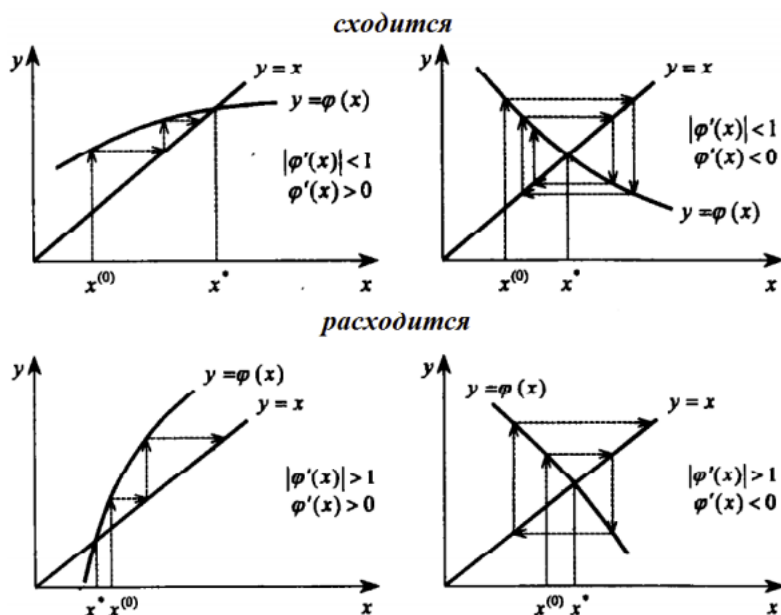 сходится
y
y = x
y = φ(x)
|φ'(x)| < 1
φ'(x) > 0
x⁽⁰⁾
x*
x
y
y = x
|φ'(x)| < 1
φ'(x) < 0
y = φ(x)
x⁽⁰⁾
x*
x
расходится
y
y = φ(x)
y = x
|φ'(x)| > 1
φ'(x) > 0
x* x⁽⁰⁾
x
y
y = φ(x)
y = x
|φ'(x)| > 1
φ'(x) < 0
x⁽⁰⁾
x*
x